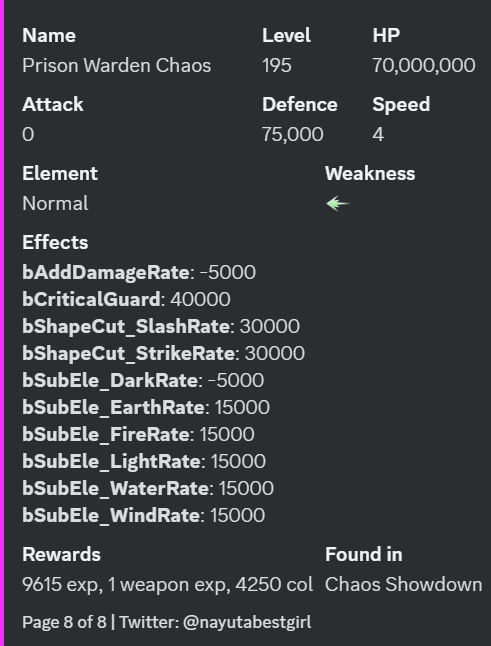 Name Level HP
Prison Warden Chaos 195 70,000,000
Attack Defence Speed
0 75,000 4
Element Weakness
Normal
Effects
bAddDamageRate: -5000
bCriticalGuard: 40000
bShapeCut_SlashRate: 30000
bShapeCut_StrikeRate: 30000
bSubEle_DarkRate: -5000
bSubEle_EarthRate: 15000
bSubEle_FireRate: 15000
bSubEle_LightRate: 15000
bSubEle_WaterRate: 15000
bSubEle_WindRate: 15000
Rewards Found in
9615 exp, 1 weapon exp, 4250 col Chaos Showdown
Page 8 of 8 | Twitter: @nayutabestgirl